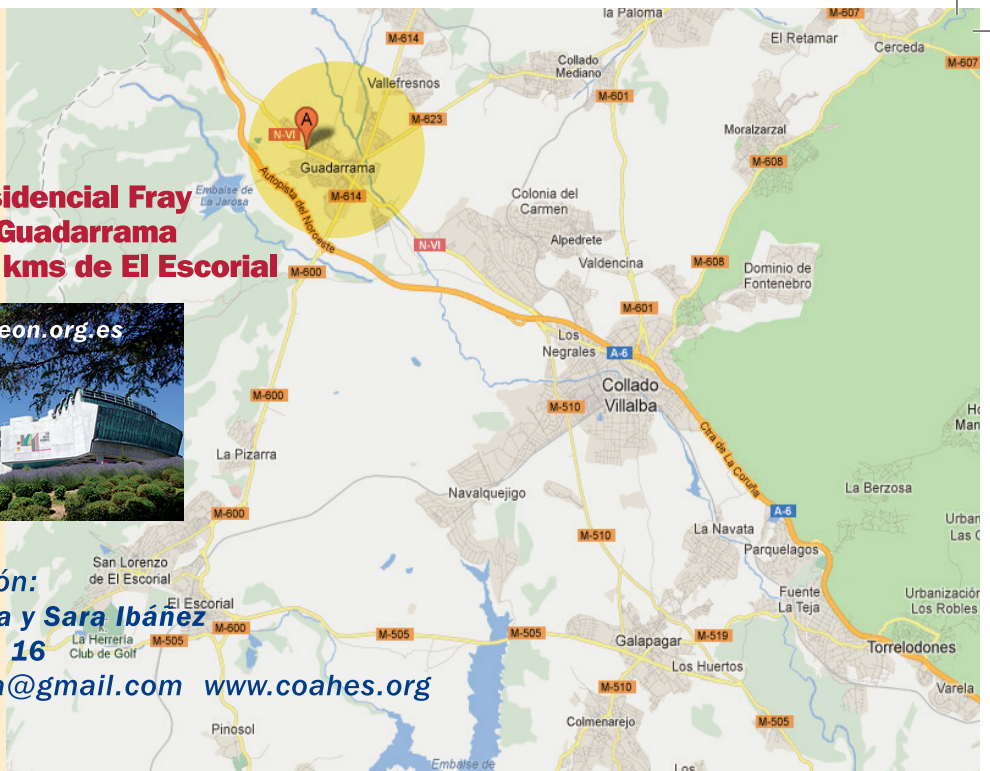 sidencial Fray
Guadarrama
kms de El Escorial
eon.org.es
ón:
a y Sara Ibáñez
16
a@gmail.com www.coahes.org
la Paloma
M-607
M-614
El Retamar
Cerceda
M-607
Collado
Mediano
Vallefresnos
M-601
M-623
A
N-VI
Moralzarzal
Guadarrama
M-608
Embalse de
La Jarosa
M-614
Autopista del Noroeste
Colonia del
Carmen
N-VI
Alpedrete
Valdencina
M-608
Dominio de
Fontenebro
M-600
M-601
Los
Negrales
A-6
Collado
Villalba
M-600
M-510
Ctra de La Coruña
La Pizarra
Navalquejigo
La Berzosa
M-600
A-6
M-510
La Navata
Parquelagos
San Lorenzo
de El Escorial
El Escorial
Fuente
La Teja
Urbanización
Los Robles
La Herrería
Club de Golf
M-505
M-600
M-505
M-505
Galapagar
M-519
Torrelodones
Los Huertos
M-510
Varela
Colmenarejo
M-505
Pinosol
Embalse de
Los